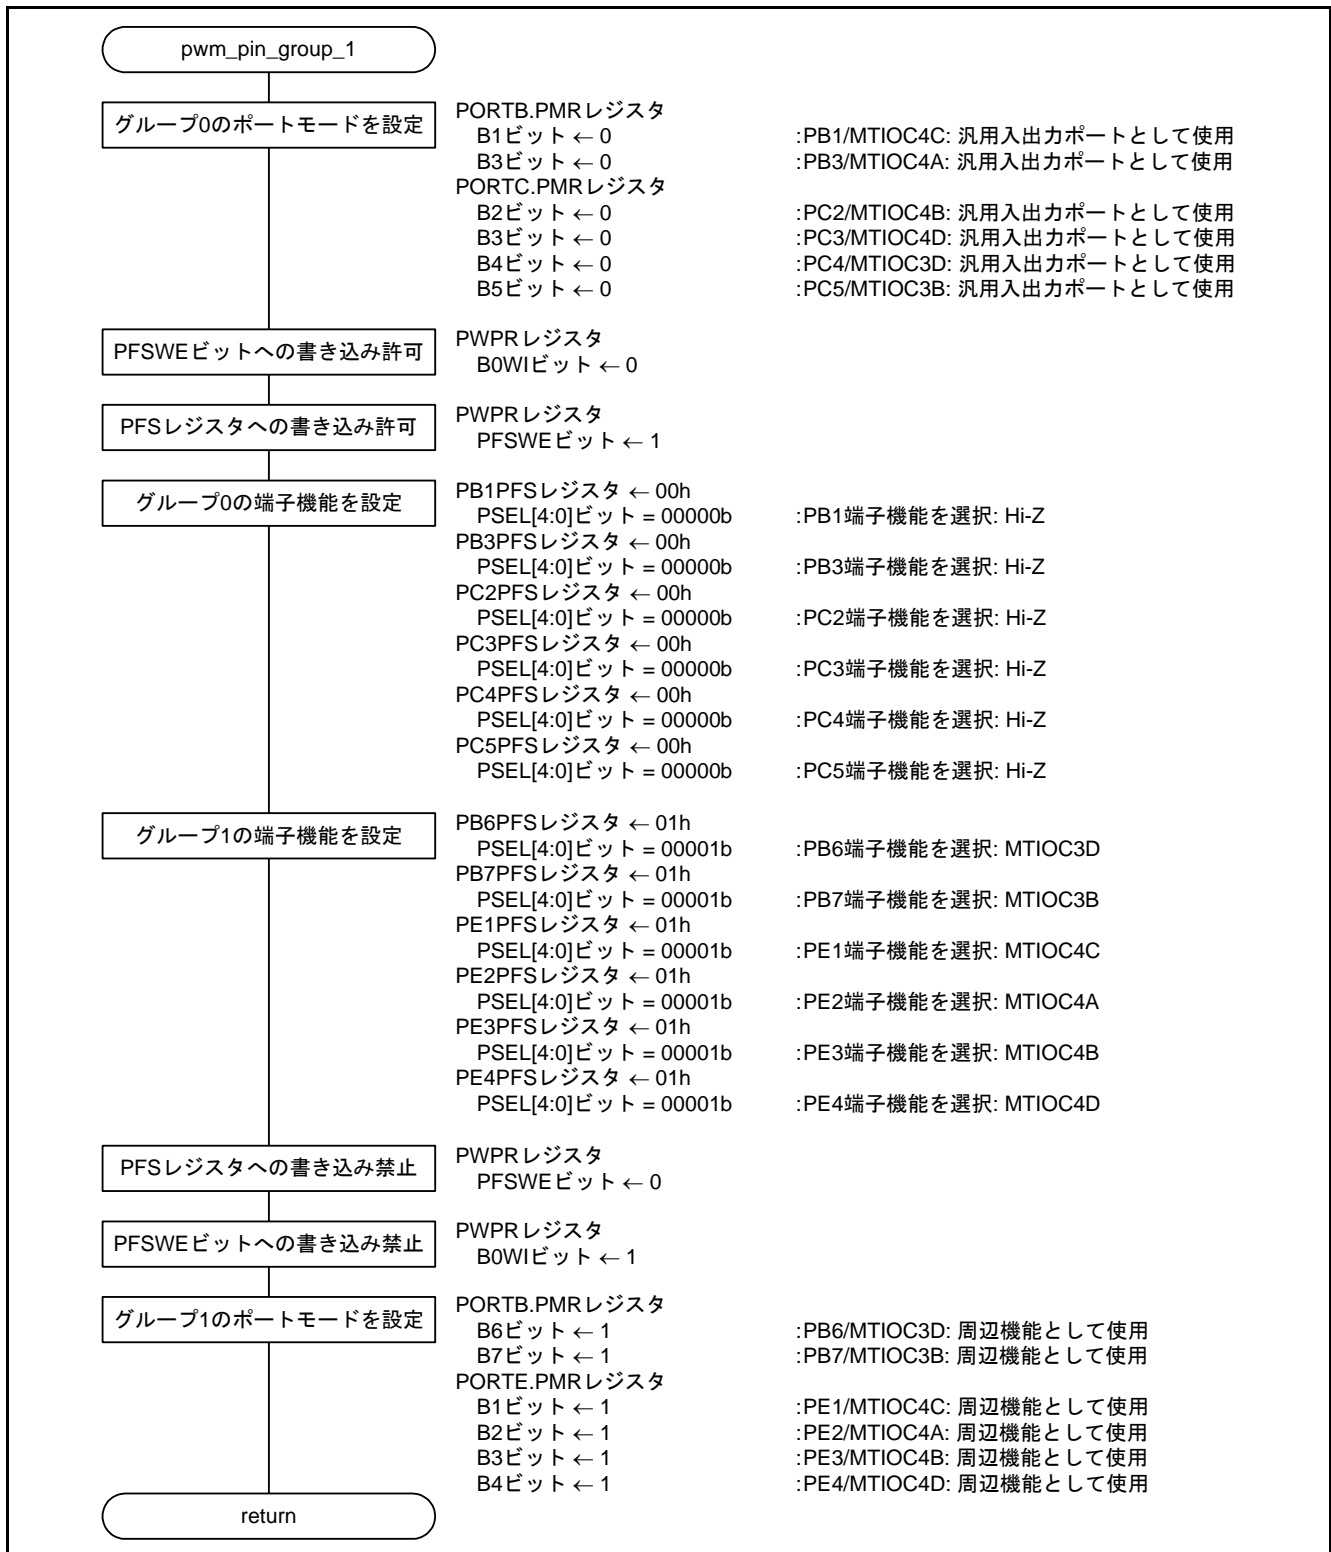 pwm_pin_group_1
グループ0のポートモードを設定
PORTB.PMRレジスタ
B1ビット ← 0 :PB1/MTIOC4C: 汎用入出力ポートとして使用
B3ビット ← 0 :PB3/MTIOC4A: 汎用入出力ポートとして使用
PORTC.PMRレジスタ
B2ビット ← 0 :PC2/MTIOC4B: 汎用入出力ポートとして使用
B3ビット ← 0 :PC3/MTIOC4D: 汎用入出力ポートとして使用
B4ビット ← 0 :PC4/MTIOC3D: 汎用入出力ポートとして使用
B5ビット ← 0 :PC5/MTIOC3B: 汎用入出力ポートとして使用
PFSWEビットへの書き込み許可
PWPRレジスタ
B0WIビット ← 0
PFSレジスタへの書き込み許可
PWPRレジスタ
PFSWEビット ← 1
グループ0の端子機能を設定
PB1PFSレジスタ ← 00h
PSEL[4:0]ビット = 00000b :PB1端子機能を選択: Hi-Z
PB3PFSレジスタ ← 00h
PSEL[4:0]ビット = 00000b :PB3端子機能を選択: Hi-Z
PC2PFSレジスタ ← 00h
PSEL[4:0]ビット = 00000b :PC2端子機能を選択: Hi-Z
PC3PFSレジスタ ← 00h
PSEL[4:0]ビット = 00000b :PC3端子機能を選択: Hi-Z
PC4PFSレジスタ ← 00h
PSEL[4:0]ビット = 00000b :PC4端子機能を選択: Hi-Z
PC5PFSレジスタ ← 00h
PSEL[4:0]ビット = 00000b :PC5端子機能を選択: Hi-Z
グループ1の端子機能を設定
PB6PFSレジスタ ← 01h
PSEL[4:0]ビット = 00001b :PB6端子機能を選択: MTIOC3D
PB7PFSレジスタ ← 01h
PSEL[4:0]ビット = 00001b :PB7端子機能を選択: MTIOC3B
PE1PFSレジスタ ← 01h
PSEL[4:0]ビット = 00001b :PE1端子機能を選択: MTIOC4C
PE2PFSレジスタ ← 01h
PSEL[4:0]ビット = 00001b :PE2端子機能を選択: MTIOC4A
PE3PFSレジスタ ← 01h
PSEL[4:0]ビット = 00001b :PE3端子機能を選択: MTIOC4B
PE4PFSレジスタ ← 01h
PSEL[4:0]ビット = 00001b :PE4端子機能を選択: MTIOC4D
PFSレジスタへの書き込み禁止
PWPRレジスタ
PFSWEビット ← 0
PFSWEビットへの書き込み禁止
PWPRレジスタ
B0WIビット ← 1
グループ1のポートモードを設定
PORTB.PMRレジスタ
B6ビット ← 1 :PB6/MTIOC3D: 周辺機能として使用
B7ビット ← 1 :PB7/MTIOC3B: 周辺機能として使用
PORTE.PMRレジスタ
B1ビット ← 1 :PE1/MTIOC4C: 周辺機能として使用
B2ビット ← 1 :PE2/MTIOC4A: 周辺機能として使用
B3ビット ← 1 :PE3/MTIOC4B: 周辺機能として使用
B4ビット ← 1 :PE4/MTIOC4D: 周辺機能として使用
return